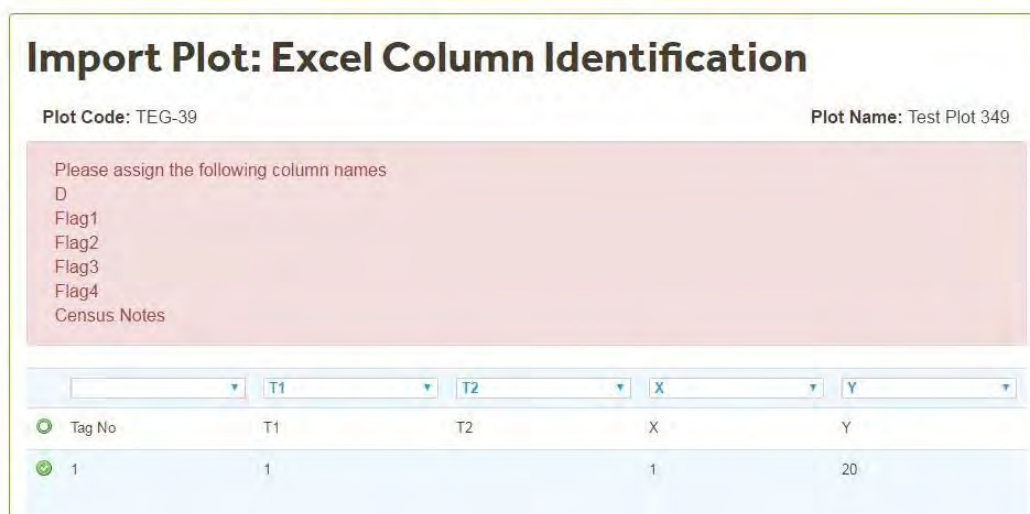 Import Plot: Excel Column Identification
Plot Code: TEG-39 Plot Name: Test Plot 349
Please assign the following column names
D
Flag1
Flag2
Flag3
Flag4
Census Notes
T1 T2 X Y
Tag No T1 T2 X Y
1 1 1 20